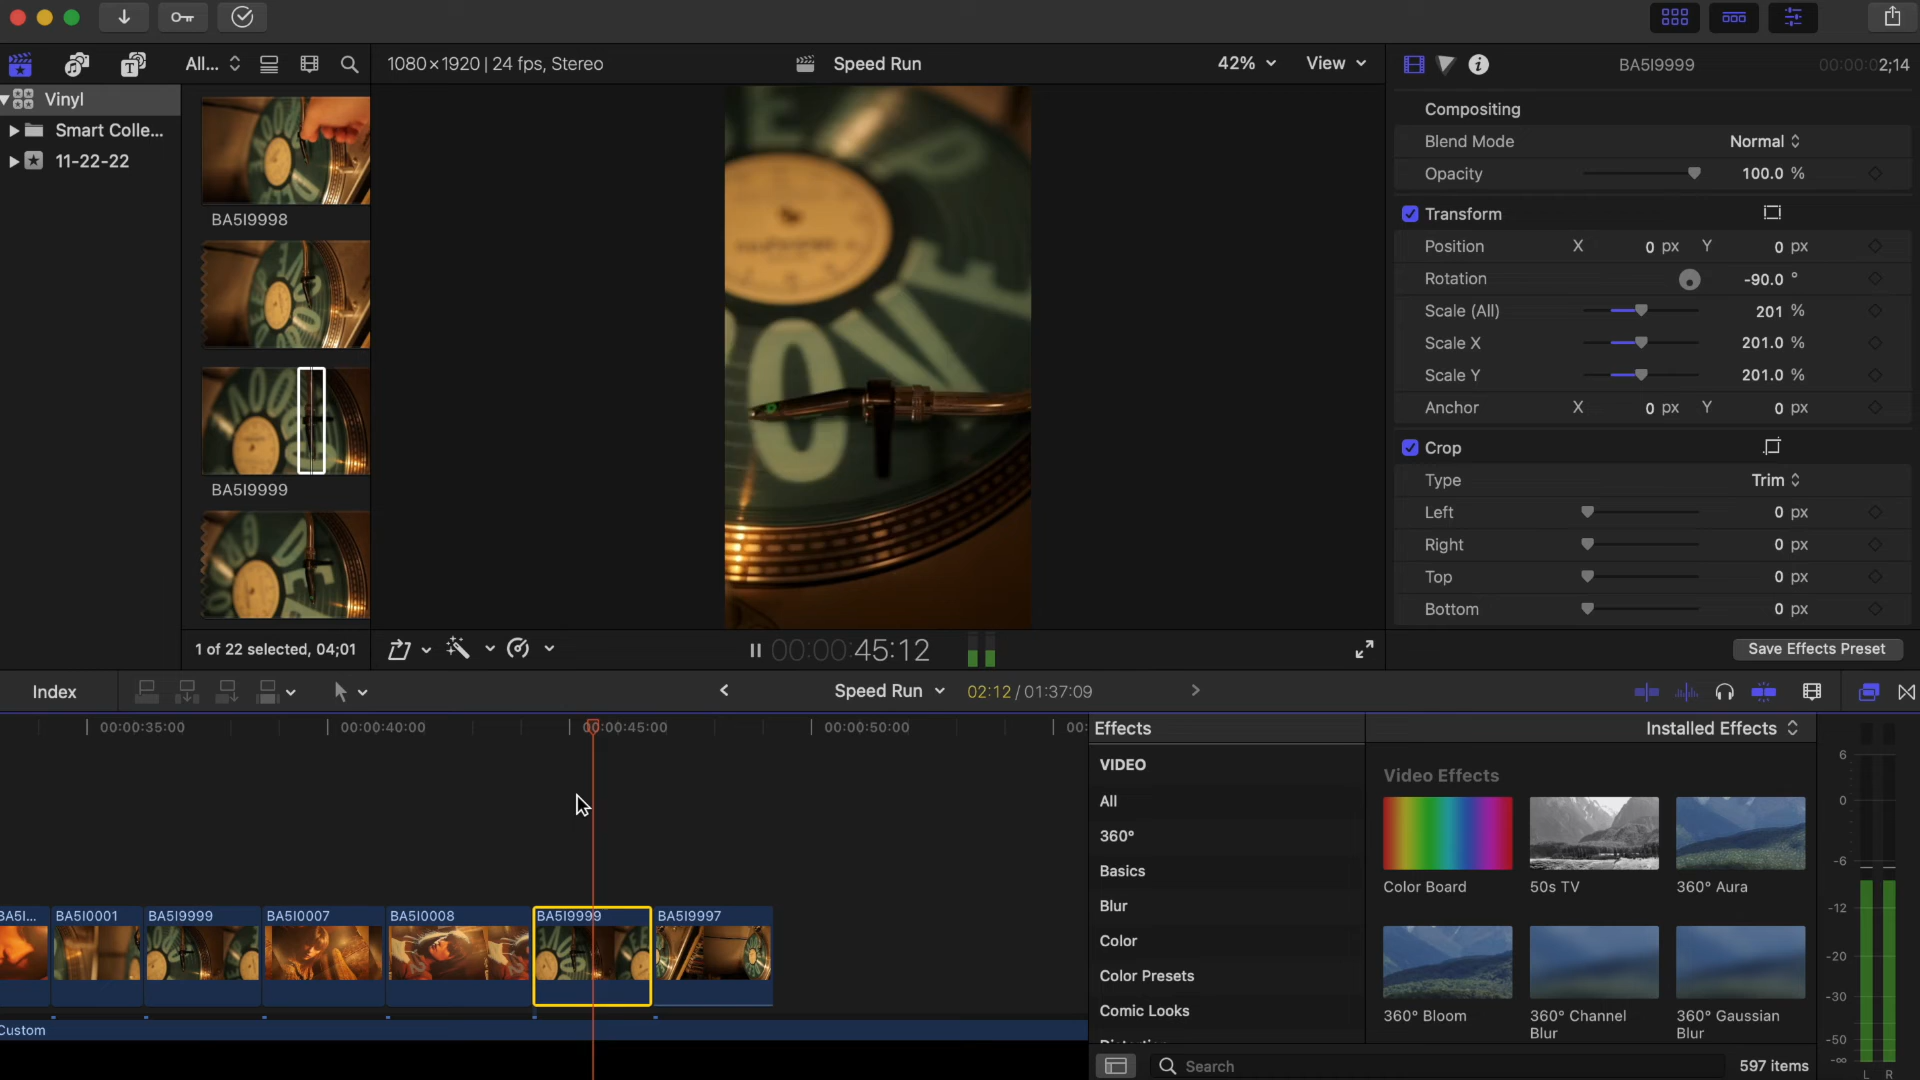 All...
1080×1920 | 24 fps, Stereo
Speed Run
42%
View
BA5I9999
00:00:02;14
Vinyl
Smart Colle...
11-22-22
BA5I9998
BA5I9999
1 of 22 selected, 04;01
00:00:00:45:12
Compositing
Blend Mode
Normal
Opacity
100.0 %
Transform
Position
X
0 px
Y
0 px
Rotation
-90.0 °
Scale (All)
201 %
Scale X
201.0 %
Scale Y
201.0 %
Anchor
X
0 px
Y
0 px
Crop
Type
Trim
Left
0 px
Right
0 px
Top
0 px
Bottom
0 px
Save Effects Preset
Index
Speed Run
02:12 / 01:37:09
00:00:35:00
00:00:40:00
00:00:45:00
00:00:50:00
00:
BA5I...
BA5I0001
BA5I9999
BA5I0007
BA5I0008
BA5I9999
BA5I9997
Custom
Effects
Installed Effects
VIDEO
All
360°
Basics
Blur
Color
Color Presets
Comic Looks
Distortion
Video Effects
Color Board
50s TV
360° Aura
360° Bloom
360° Channel
Blur
360° Gaussian
Blur
Search
597 items
6
0
-6
-12
-20
-30
-50
-∞
L R